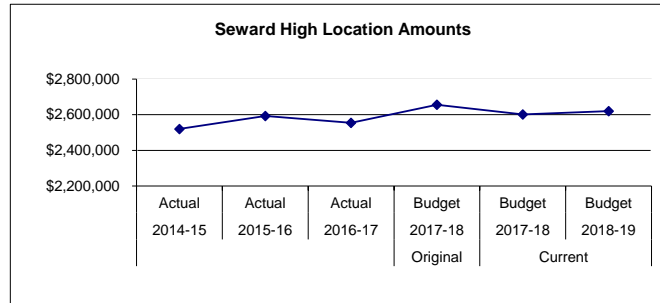 Seward High Location Amounts
$2,800,000
$2,600,000
$2,400,000
$2,200,000
Actual Actual Actual Budget Budget Budget
2014-15 2015-16 2016-17 2017-18 2017-18 2018-19
Original Current